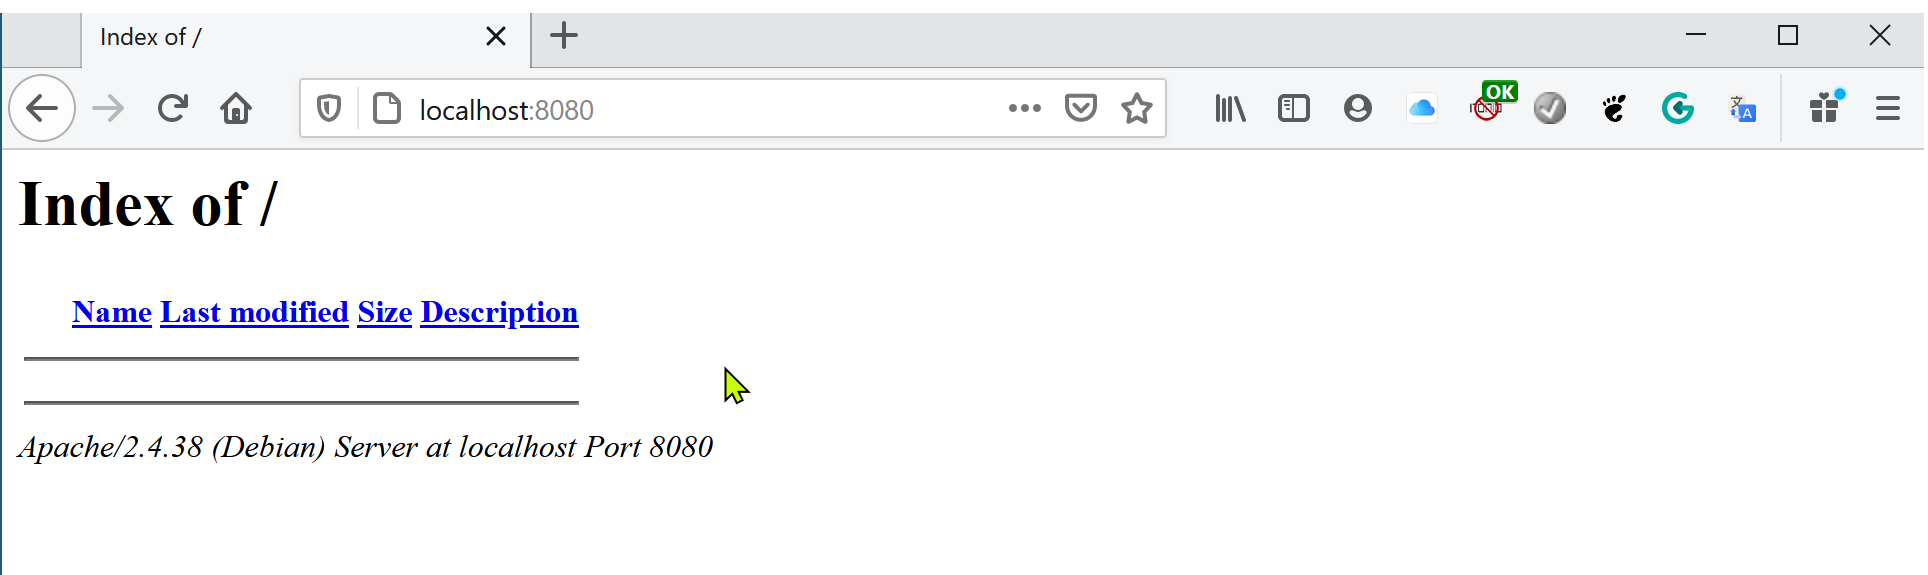 Index of /
localhost:8080
OK
Index of /
Name Last modified Size Description
Apache/2.4.38 (Debian) Server at localhost Port 8080